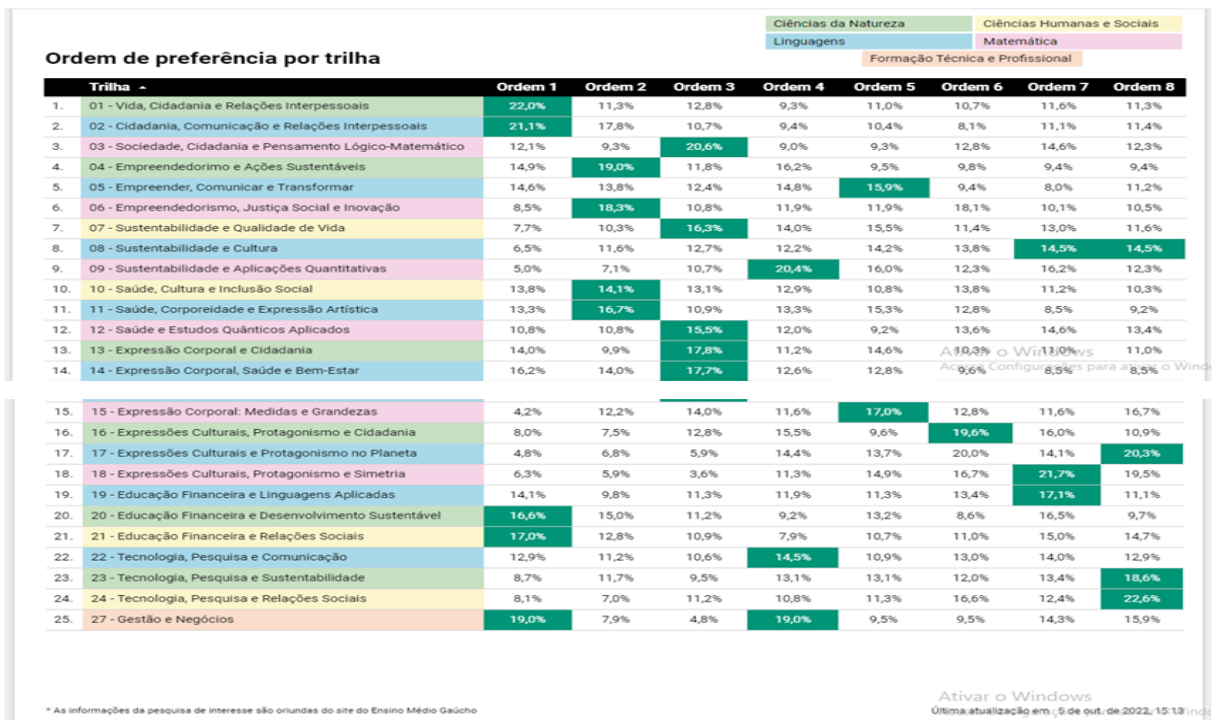 Ciências da Natureza Ciências Humanas e Sociais
Linguagens Matemática
Ordem de preferência por trilha Formação Técnica e Profissional
Trilha Ordem 1 Ordem 2 Ordem 3 Ordem 4 Ordem 5 Ordem 6 Ordem 7 Ordem 8
1. 01 - Vida, Cidadania e Relações Interpessoais 22,0% 11,3% 12,8% 9,3% 11,0% 10,7% 11,6% 11,3%
2. 02 - Cidadania, Comunicação e Relações Interpessoais 21,1% 17,8% 10,7% 9,4% 10,4% 8,1% 11,1% 11,4%
3. 03 - Sociedade, Cidadania e Pensamento Lógico-Matemático 12,1% 9,3% 20,6% 9,0% 9,3% 12,8% 14,6% 12,3%
4. 04 - Empreendedorimo e Ações Sustentáveis 14,9% 19,0% 11,8% 16,2% 9,5% 9,8% 9,4% 9,4%
5. 05 - Empreender, Comunicar e Transformar 14,6% 13,8% 12,4% 14,8% 15,9% 9,4% 8,0% 11,2%
6. 06 - Empreendedorismo, Justiça Social e Inovação 8,5% 18,3% 10,8% 11,9% 11,9% 18,1% 10,1% 10,5%
7. 07 - Sustentabilidade e Qualidade de Vida 7,7% 10,3% 16,3% 14,0% 15,5% 11,4% 13,0% 11,6%
8. 08 - Sustentabilidade e Cultura 6,5% 11,6% 12,7% 12,2% 14,2% 13,8% 14,5% 14,5%
9. 09 - Sustentabilidade e Aplicações Quantitativas 5,0% 7,1% 10,7% 20,4% 16,0% 12,3% 16,2% 12,3%
10. 10 - Saúde, Cultura e Inclusão Social 13,8% 14,1% 13,1% 12,9% 10,8% 13,8% 11,2% 10,3%
11. 11 - Saúde, Corporeidade e Expressão Artística 13,3% 16,7% 10,9% 13,3% 15,3% 12,8% 8,5% 9,2%
12. 12 - Saúde e Estudos Quânticos Aplicados 10,8% 10,8% 15,5% 12,0% 9,2% 13,6% 14,6% 13,4%
13. 13 - Expressão Corporal e Cidadania 14,0% 9,9% 17,8% 11,2% 14,6% 10,3% 11,0% 11,0%
Ativar o Windows
14. 14 - Expressão Corporal, Saúde e Bem-Estar 16,2% 14,0% 17,7% 12,6% 12,8% 9,6% 8,5% 8,5%
Acesse Configurações para ativar o Wind
15. 15 - Expressão Corporal: Medidas e Grandezas 4,2% 12,2% 14,0% 11,6% 17,0% 12,8% 11,6% 16,7%
16. 16 - Expressões Culturais, Protagonismo e Cidadania 8,0% 7,5% 12,8% 15,5% 9,6% 19,6% 16,0% 10,9%
17. 17 - Expressões Culturais e Protagonismo no Planeta 4,8% 6,8% 5,9% 14,4% 13,7% 20,0% 14,1% 20,3%
18. 18 - Expressões Culturais, Protagonismo e Simetria 6,3% 5,9% 3,6% 11,3% 14,9% 16,7% 21,7% 19,5%
19. 19 - Educação Financeira e Linguagens Aplicadas 14,1% 9,8% 11,3% 11,9% 11,3% 13,4% 17,1% 11,1%
20. 20 - Educação Financeira e Desenvolvimento Sustentável 16,6% 15,0% 11,2% 9,2% 13,2% 8,6% 16,5% 9,7%
21. 21 - Educação Financeira e Relações Sociais 17,0% 12,8% 10,9% 7,9% 10,7% 11,0% 15,0% 14,7%
22. 22 - Tecnologia, Pesquisa e Comunicação 12,9% 11,2% 10,6% 14,5% 10,9% 13,0% 14,0% 12,9%
23. 23 - Tecnologia, Pesquisa e Sustentabilidade 8,7% 11,7% 9,5% 13,1% 13,1% 12,0% 13,4% 18,6%
24. 24 - Tecnologia, Pesquisa e Relações Sociais 8,1% 7,0% 11,2% 10,8% 11,3% 16,6% 12,4% 22,6%
25. 27 - Gestão e Negócios 19,0% 7,9% 4,8% 19,0% 9,5% 9,5% 14,3% 15,9%
Ativar o Windows
* As informações da pesquisa de interesse são oriundas do site do Ensino Médio Gaúcho Última atualização em : 5 de out. de 2022, 15:13